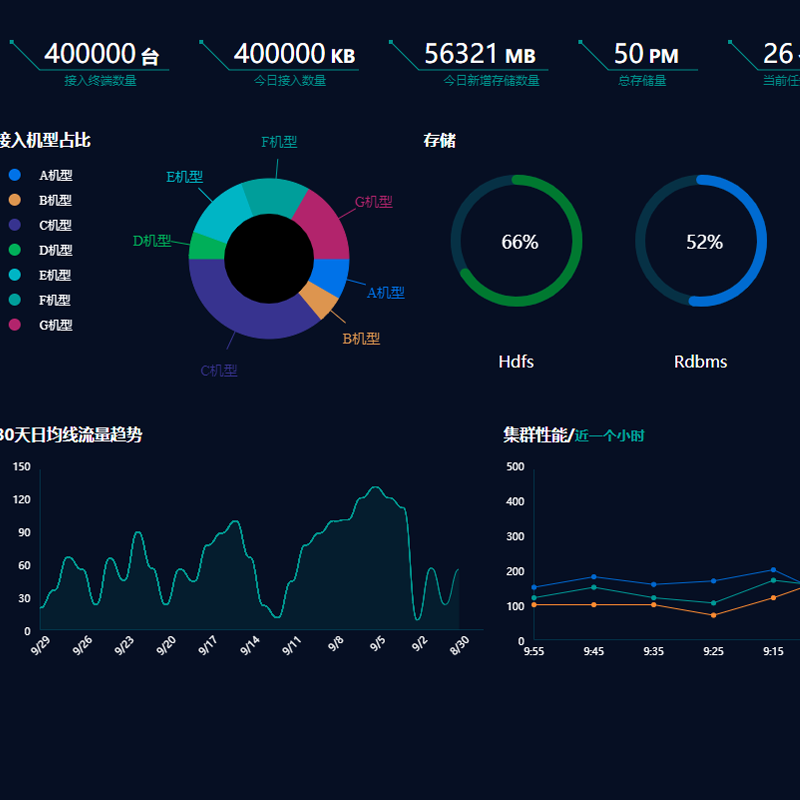 400000 台
接入终端数量
400000 KB
今日接入数量
56321 MB
今日新增存储数量
50 PM
总存储量
26
当前任
接入机型占比
A机型
B机型
C机型
D机型
E机型
F机型
G机型
F机型
E机型
G机型
D机型
A机型
B机型
C机型
存储
66%
52%
Hdfs
Rdbms
30天日均线流量趋势
150
120
90
60
30
0
9/29
9/26
9/23
9/20
9/17
9/14
9/11
9/8
9/5
9/2
8/30
集群性能/近一个小时
500
400
300
200
100
0
9:55
9:45
9:35
9:25
9:15